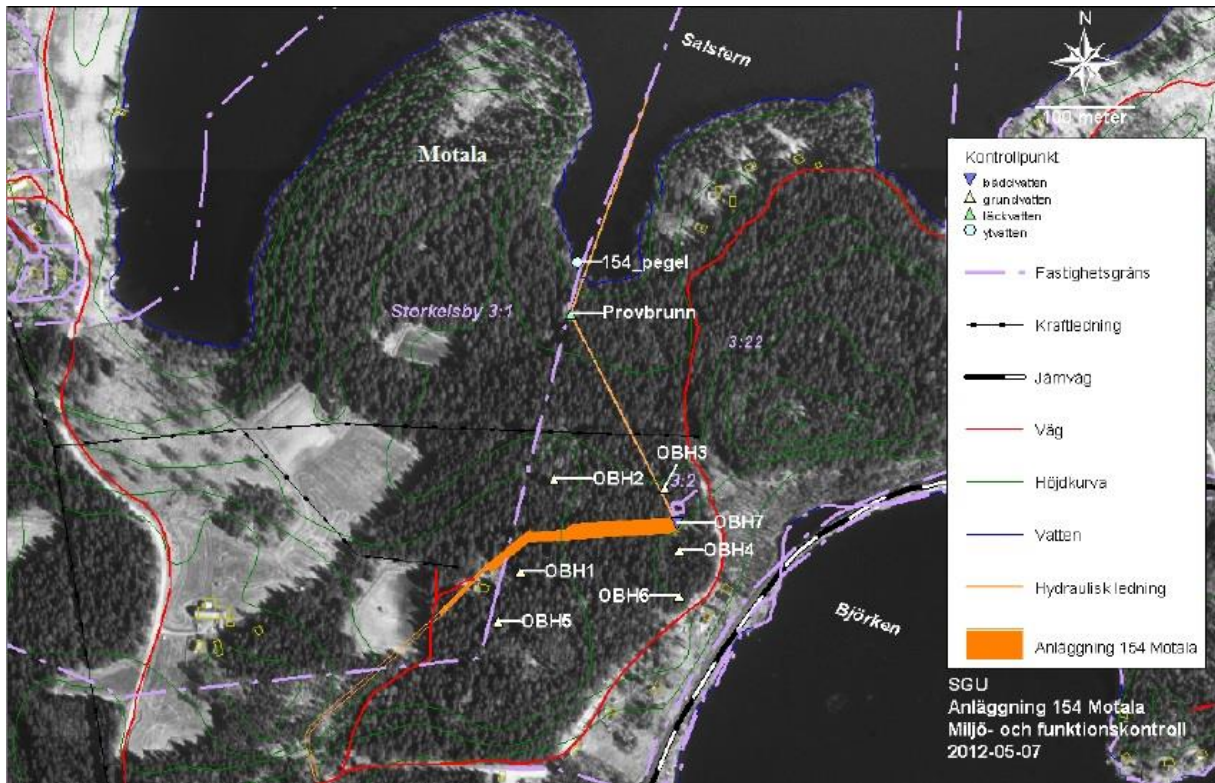 Salstern
N
100 meter
Motala
Kontrollpunkt
bäddvatten
grundvatten
läckvatten
ytvatten
154_pegel
Fastighetsgräns
Storkelsby 3:1
Provbrunn
Kraftledning
3:22
Järnväg
Väg
OBH3
OBH2
3:2
Höjdkurva
OBH7
Vatten
OBH4
OBH1
OBH6
Hydraulisk ledning
OBH5
Björken
Anläggning 154 Motala
SGU
Anläggning 154 Motala
Miljö- och funktionskontroll
2012-05-07